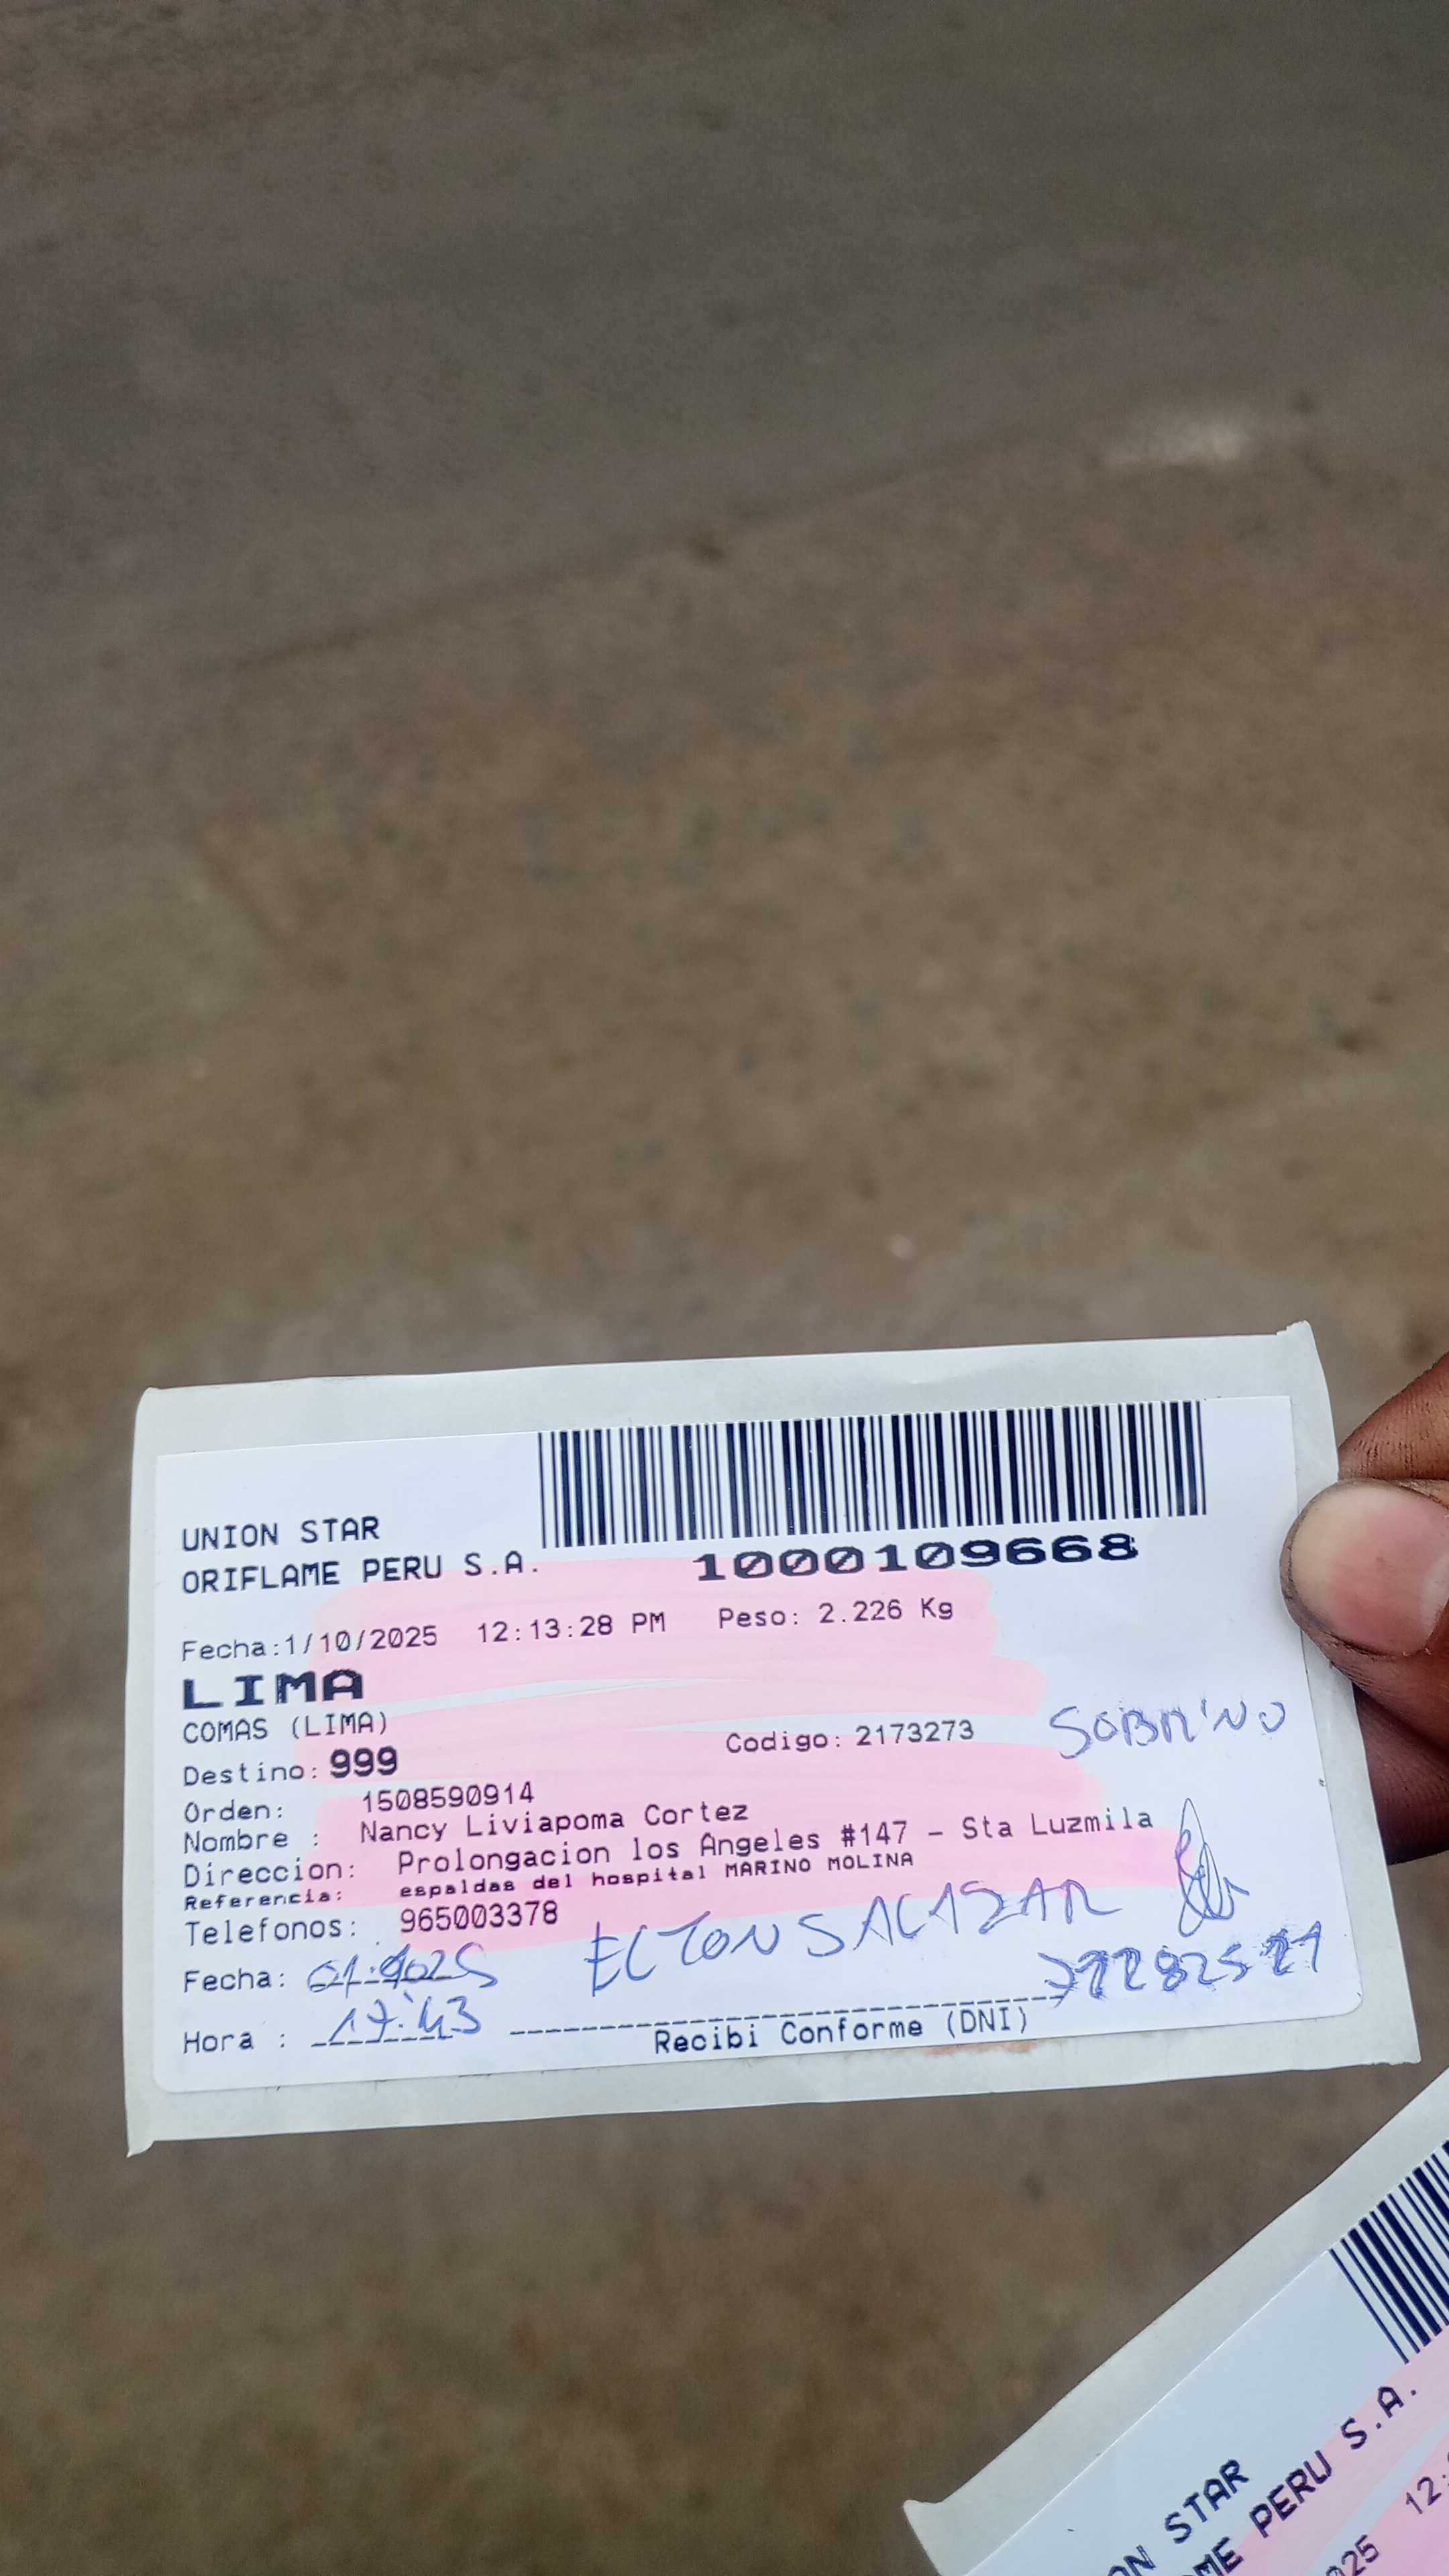 UNION STAR
ORIFLAME PERU S.A.
1000109668
Fecha:1/10/2025 12:13:28 PM Peso: 2.226 Kg
LIMA
COMAS (LIMA)
Destino: 999 Codigo: 2173273 SOBRINO
Orden: 1508590914
Nombre : Nancy Liviapoma Cortez
Direccion: Prolongacion los Angeles #147 - Sta Luzmila
Referencia: espaldas del hospital MARINO MOLINA
Telefonos: 965003378
ELTON SALAZAR
Fecha:
Hora : 17:43
Recibi Conforme (DNI)
STAR
PERU S.A.